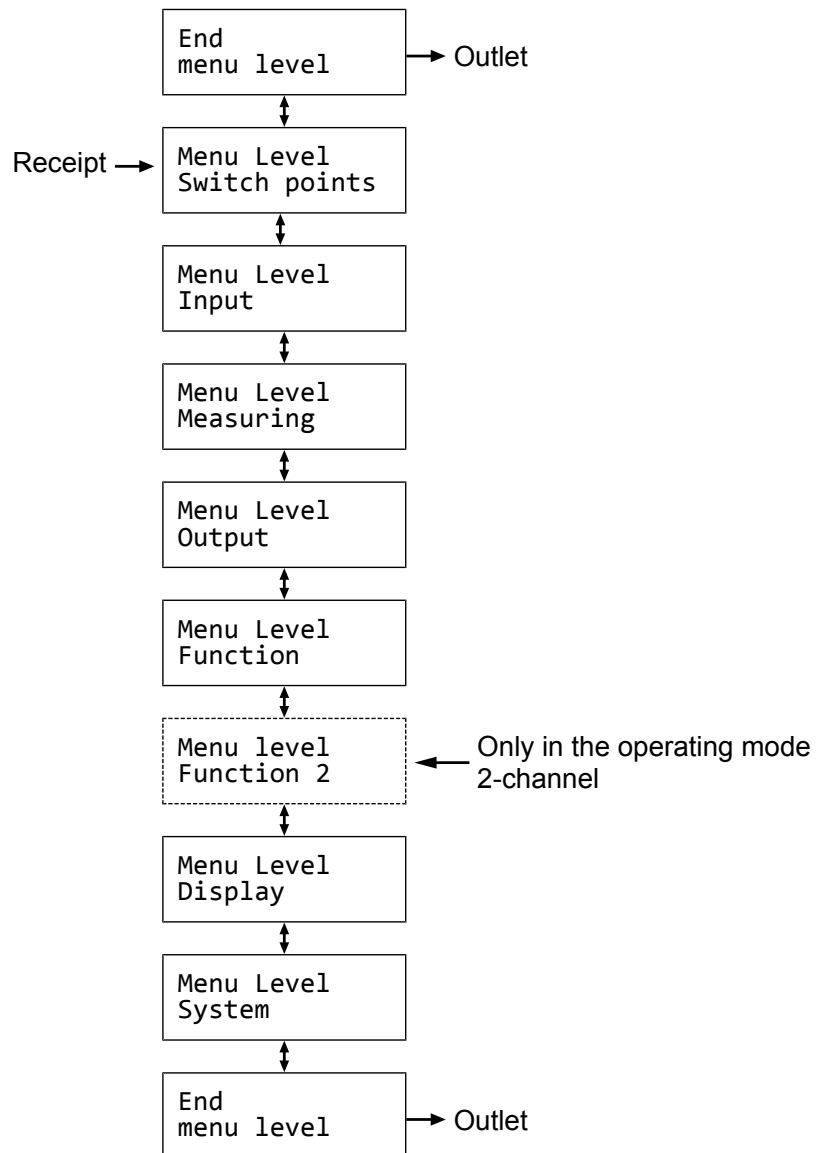 End
menu level
Outlet
Receipt
Menu Level
Switch points
Menu Level
Input
Menu Level
Measuring
Menu Level
Output
Menu Level
Function
Menu level
Function 2
Only in the operating mode
2-channel
Menu Level
Display
Menu Level
System
End
menu level
Outlet